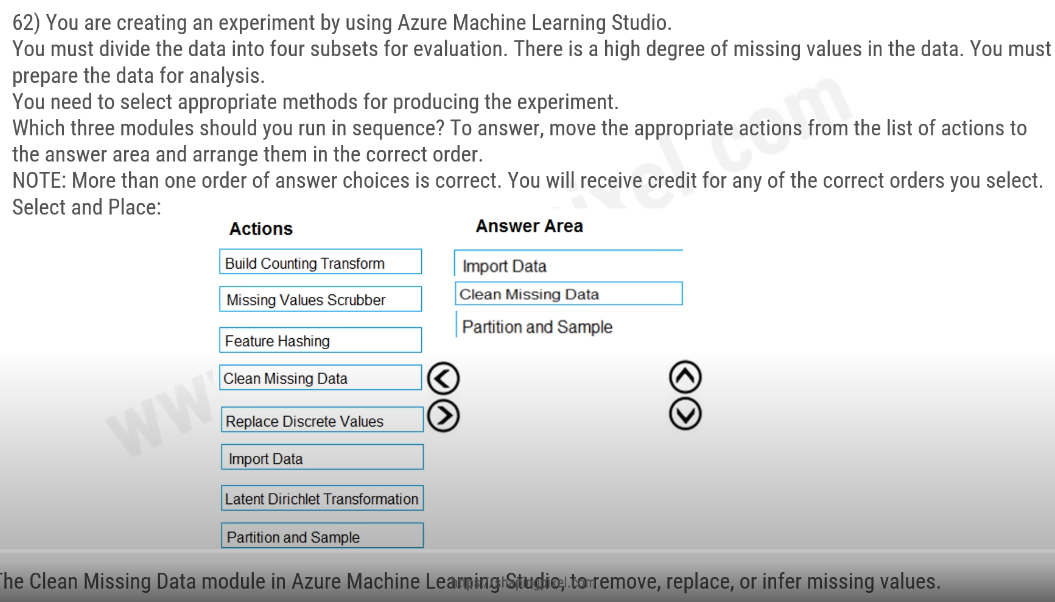 62) You are creating an experiment by using Azure Machine Learning Studio.
You must divide the data into four subsets for evaluation. There is a high degree of missing values in the data. You must
prepare the data for analysis.
You need to select appropriate methods for producing the experiment.
Which three modules should you run in sequence? To answer, move the appropriate actions from the list of actions to
the answer area and arrange them in the correct order.
NOTE: More than one order of answer choices is correct. You will receive credit for any of the correct orders you select.
Select and Place:
Actions
Build Counting Transform
Missing Values Scrubber
Feature Hashing
Clean Missing Data
Replace Discrete Values
Import Data
Latent Dirichlet Transformation
Partition and Sample
Answer Area
Import Data
Clean Missing Data
Partition and Sample
The Clean Missing Data module in Azure Machine Learning Studio, to remove, replace, or infer missing values.